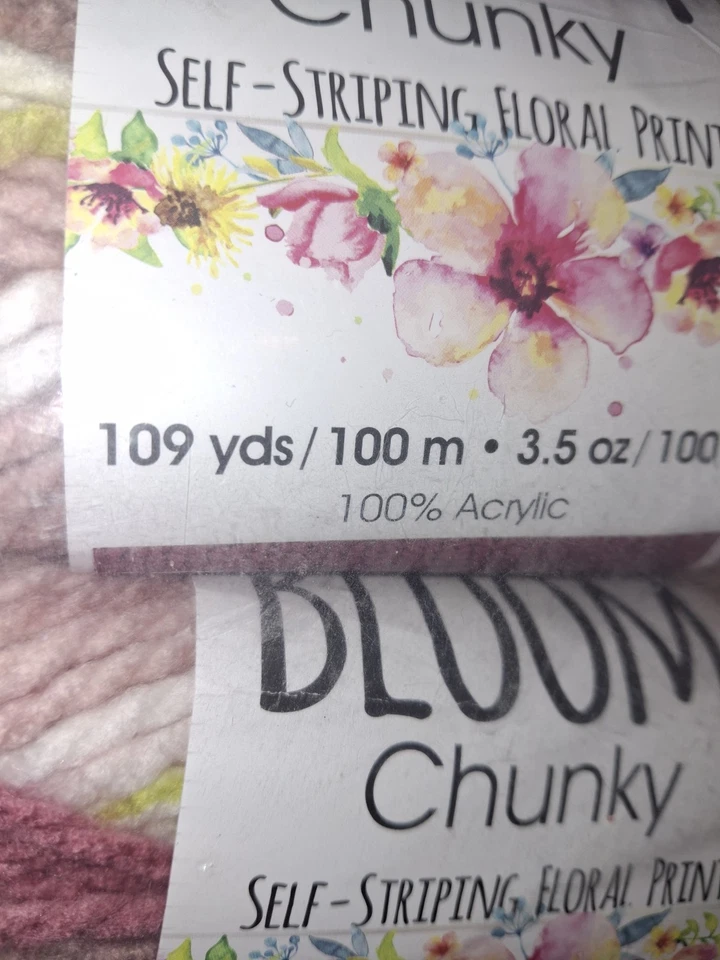 Chunky
SELF-STRIPING FLORAL PRINT
109 yds/100 m • 3.5 oz/100
100% Acrylic
BLOOM
Chunky
SELF-STRIPING FLORAL PRINT